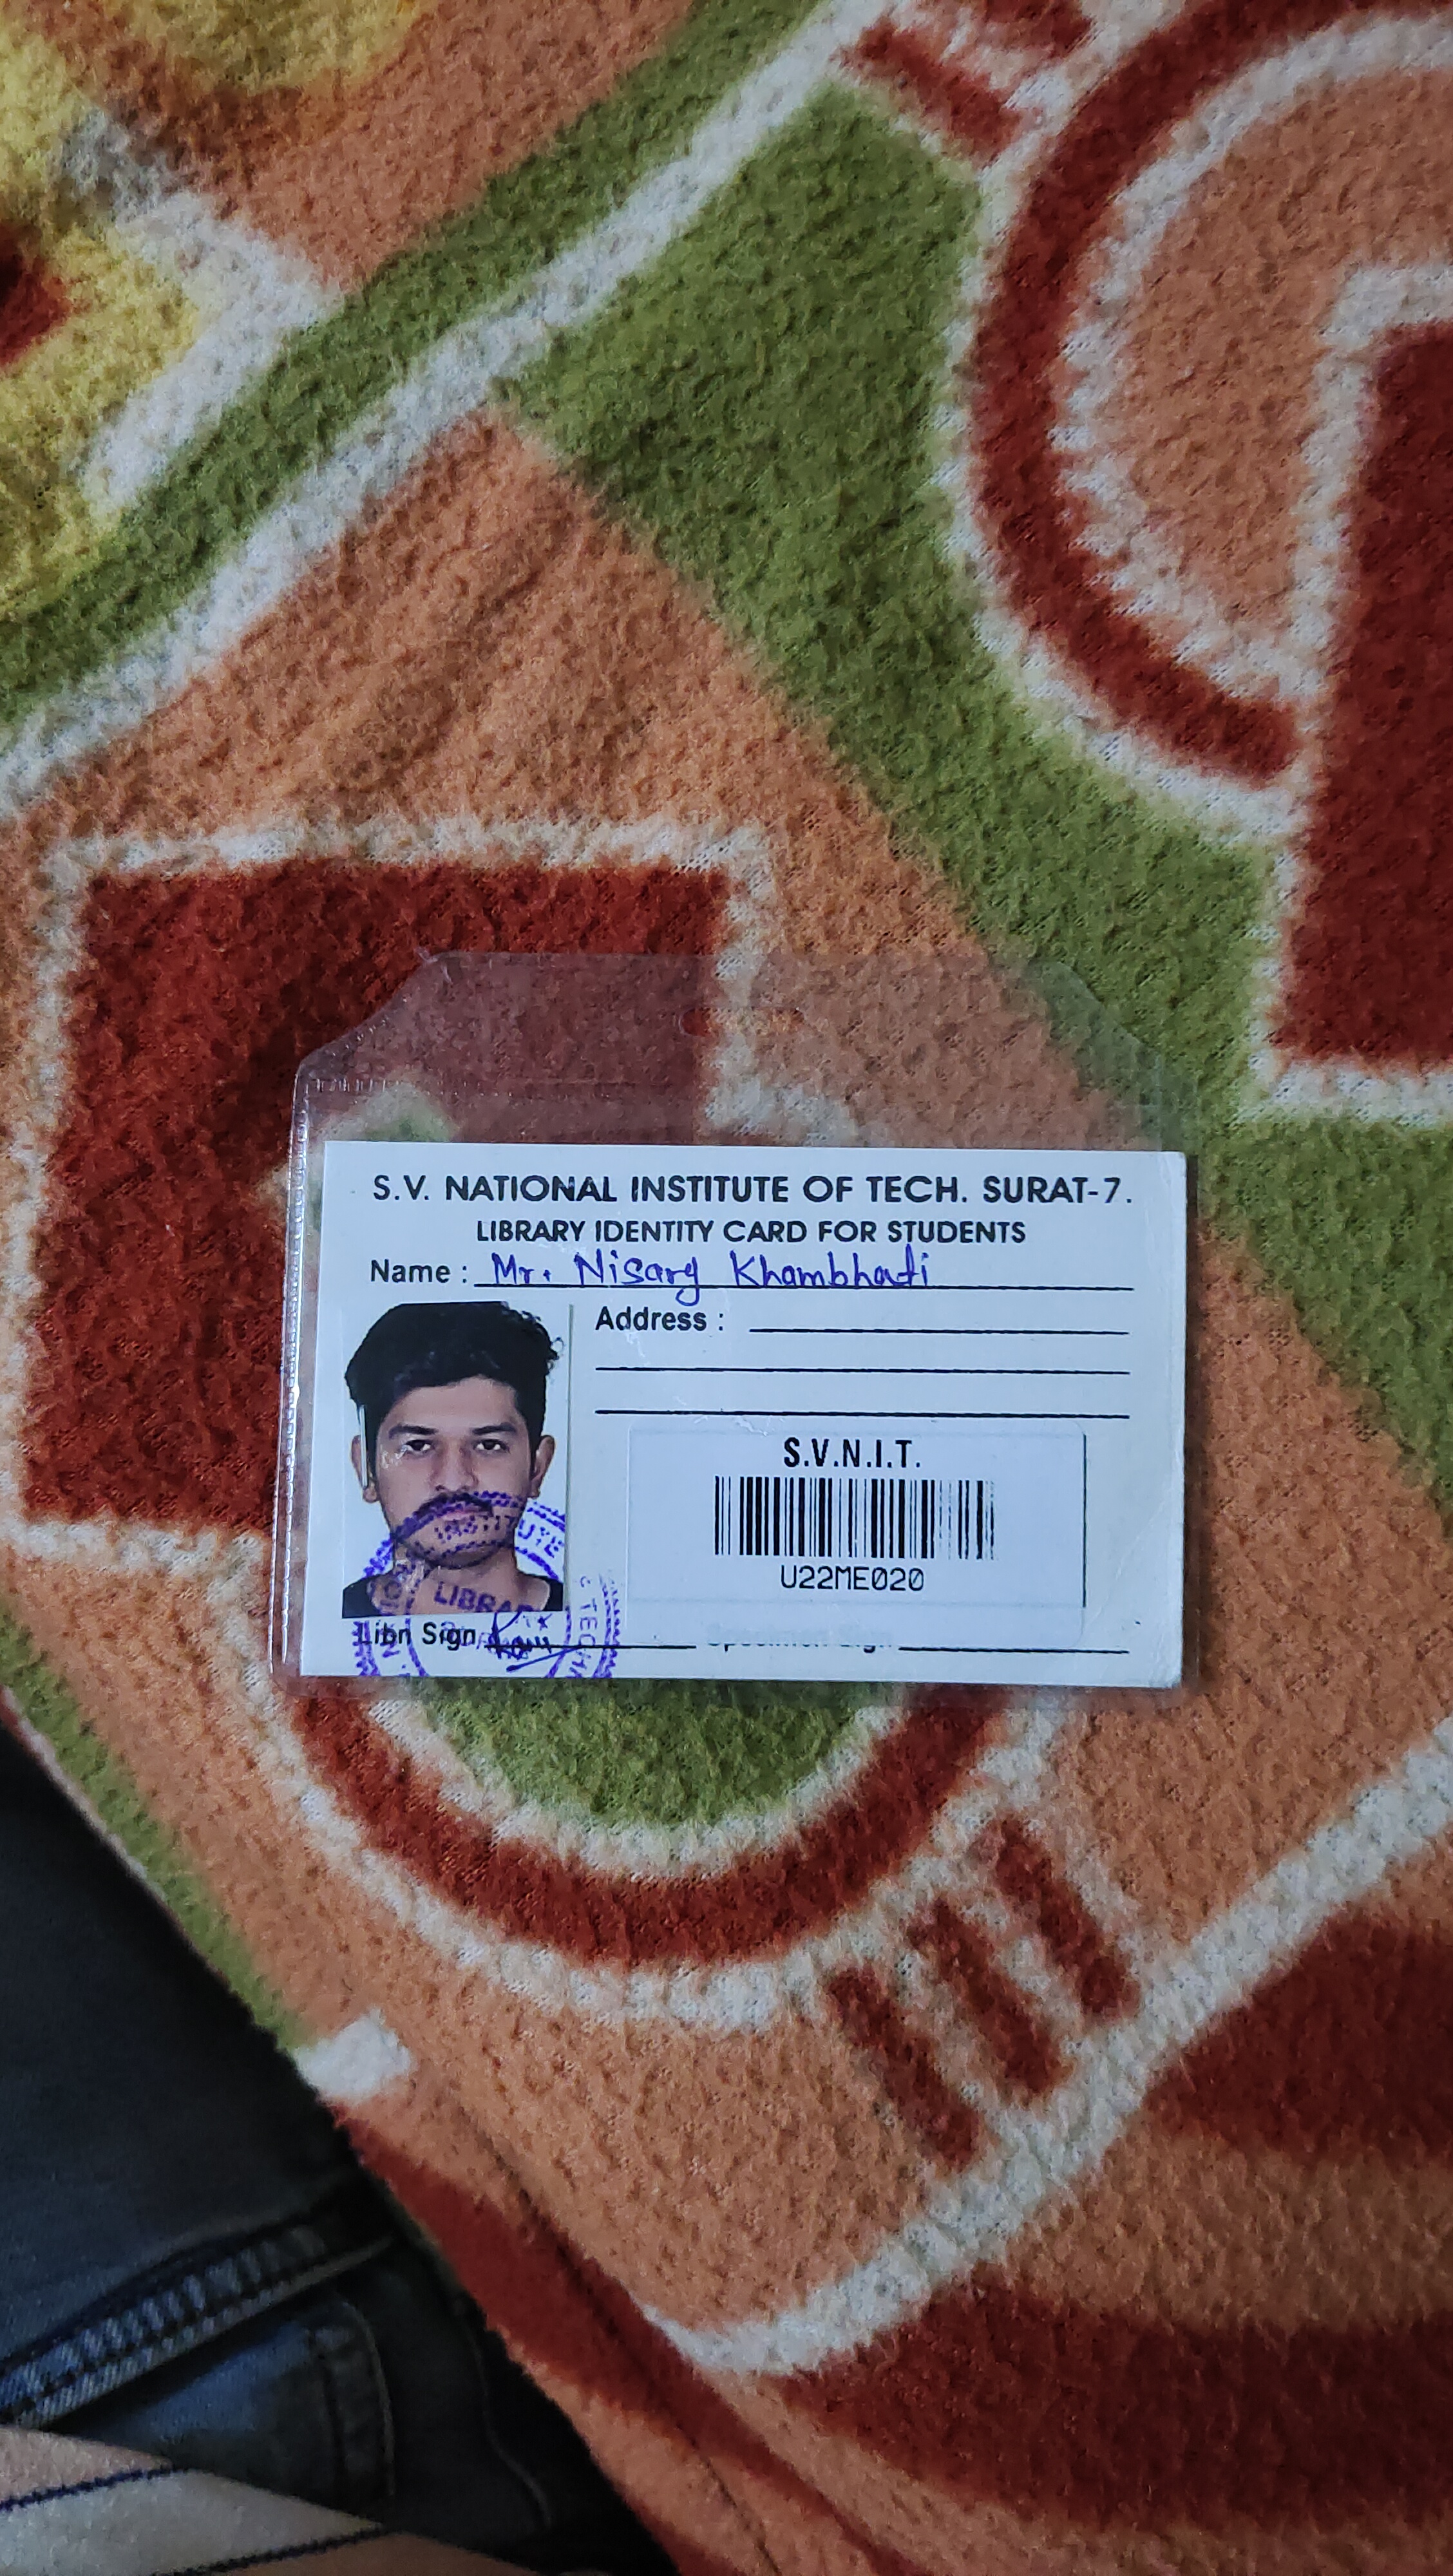 S.V. NATIONAL INSTITUTE OF TECH. SURAT-7.
LIBRARY IDENTITY CARD FOR STUDENTS
Name : Mr. Nisarg Khambhati
Address :
S.V.N.I.T.
U22ME020
INSTITUTE
LIBRARY
Libn Sign
Specimen Sign